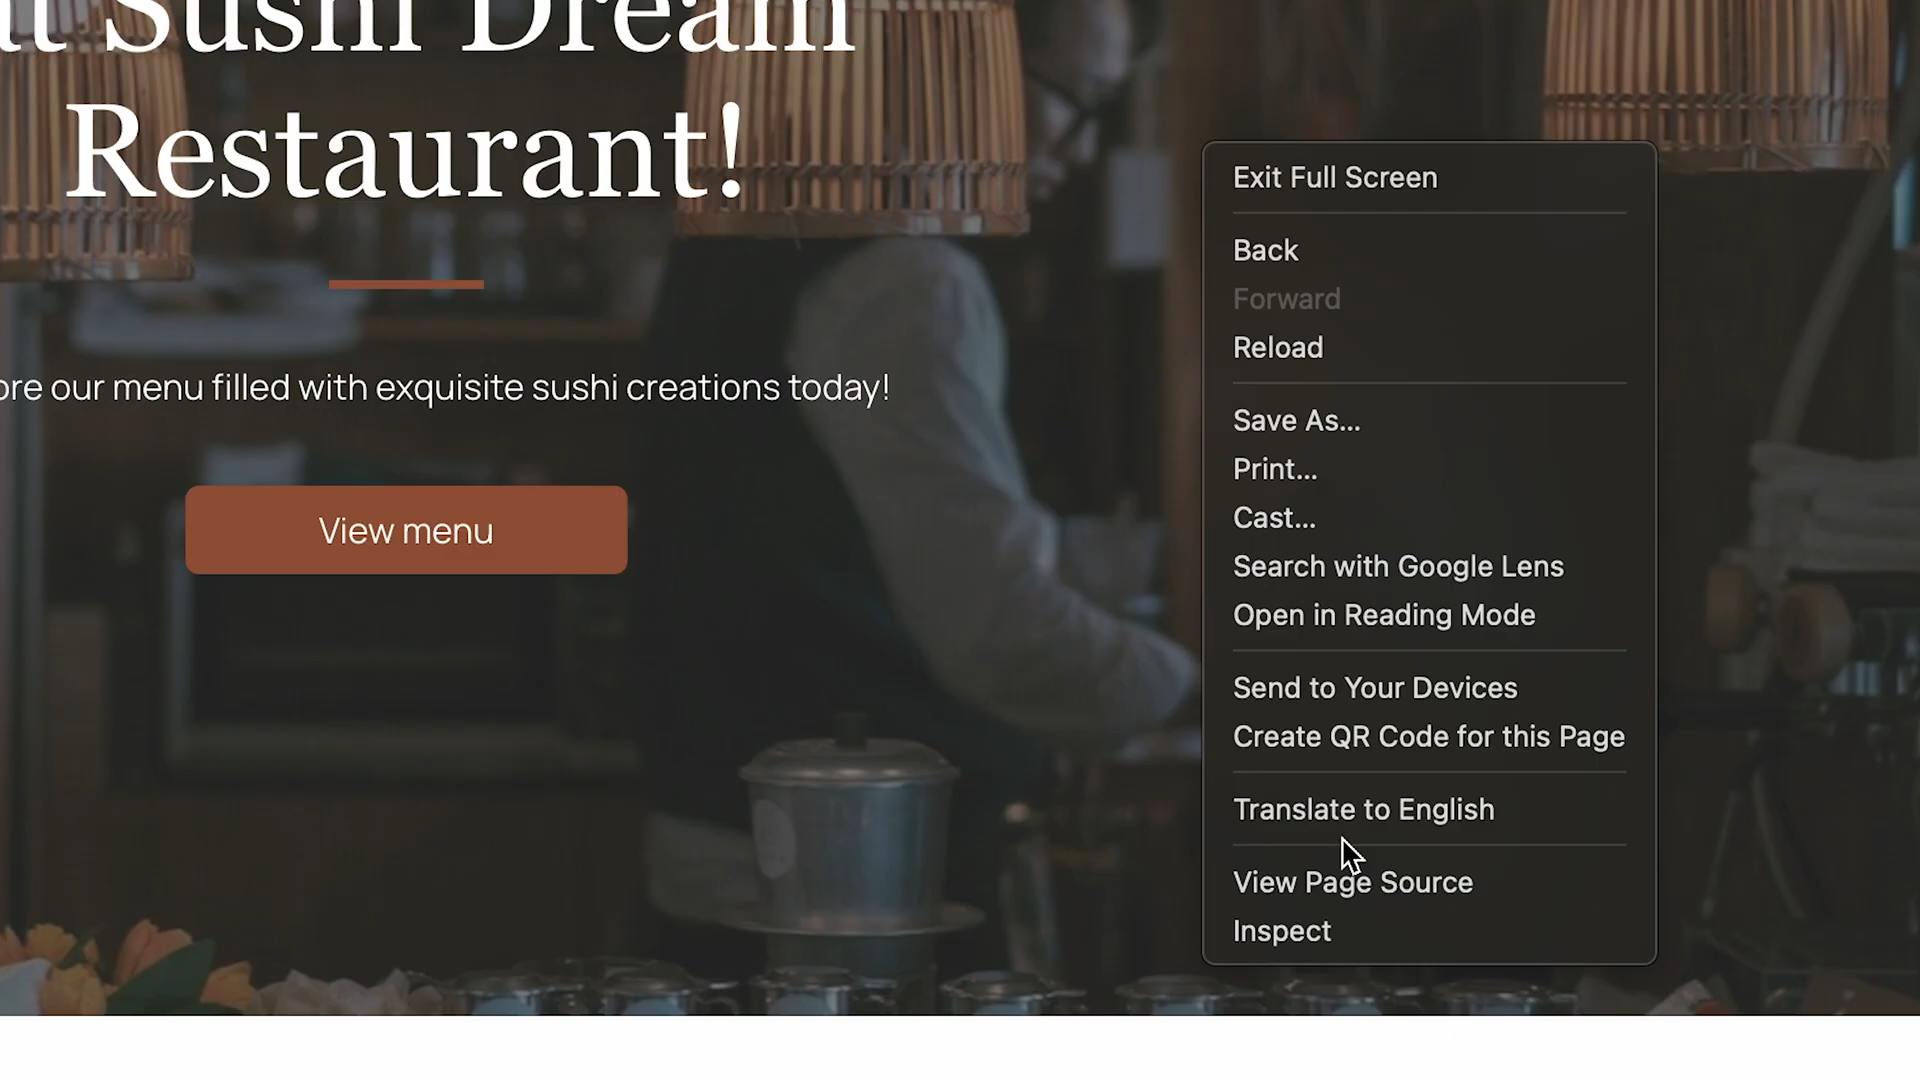 Sushi Dream
Restaurant!
our menu filled with exquisite sushi creations today!
View menu
Exit Full Screen
Back
Forward
Reload
Save As...
Print...
Cast...
Search with Google Lens
Open in Reading Mode
Send to Your Devices
Create QR Code for this Page
Translate to English
View Page Source
Inspect